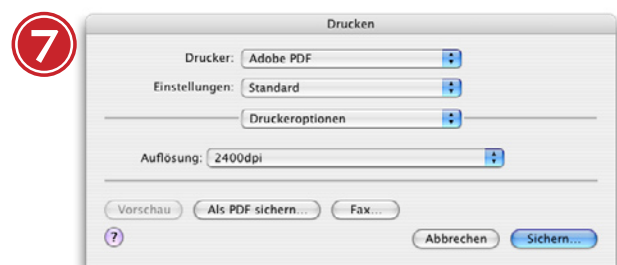 7
Drucken
Drucker: Adobe PDF
Einstellungen: Standard
Druckeroptionen
Auflösung: 2400dpi
Vorschau Als PDF sichern... Fax...
? Abbrechen Sichern...